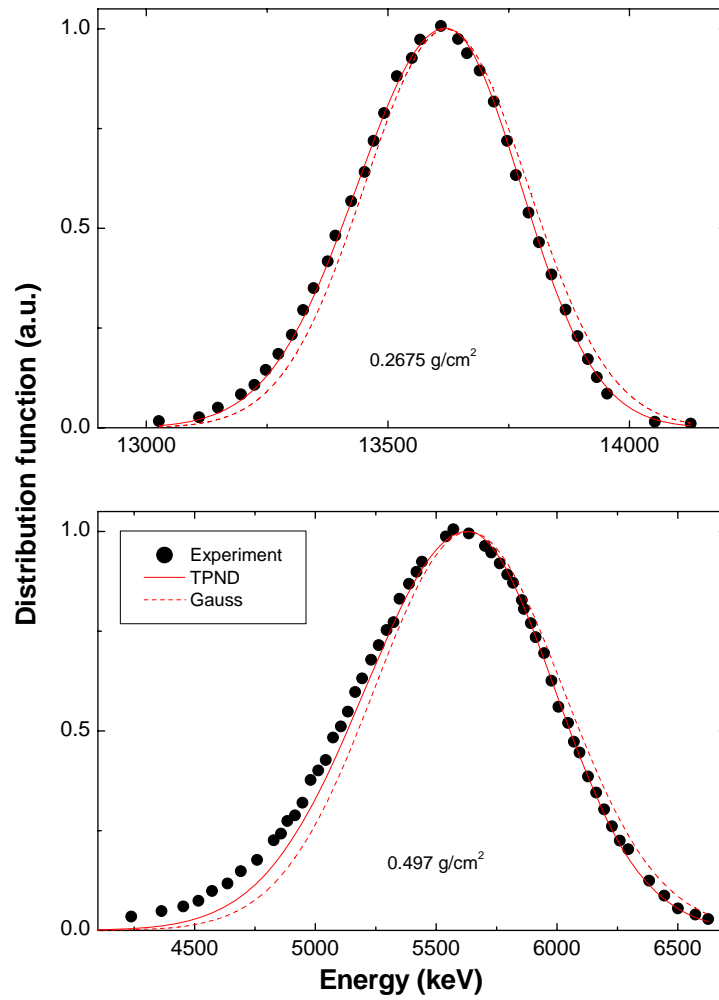 1.0
0.5
0.0
0.2675 g/cm²
13000 13500 14000
Distribution function (a.u.)
1.0
Experiment
TPND
Gauss
0.5
0.497 g/cm²
0.0
4500 5000 5500 6000 6500
Energy (keV)